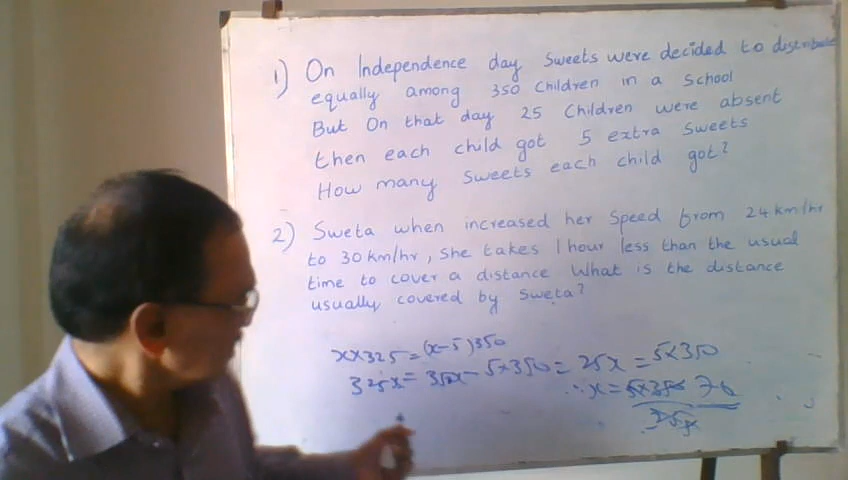 1) On Independence day Sweets were decided to distribute
equally among 350 Children in a School
But On that day 25 Children were absent
then each child got 5 extra Sweets
How many Sweets each child got?
2) Sweta when increased her Speed from 24 km/hr
to 30 km/hr, She takes 1 hour less than the usual
time to cover a distance What is the distance
usually covered by Sweta?
x×325 = (x-5)350
325x = 350x - 5×350 = 25x = 5×350
∴ x = 5×350 70
25